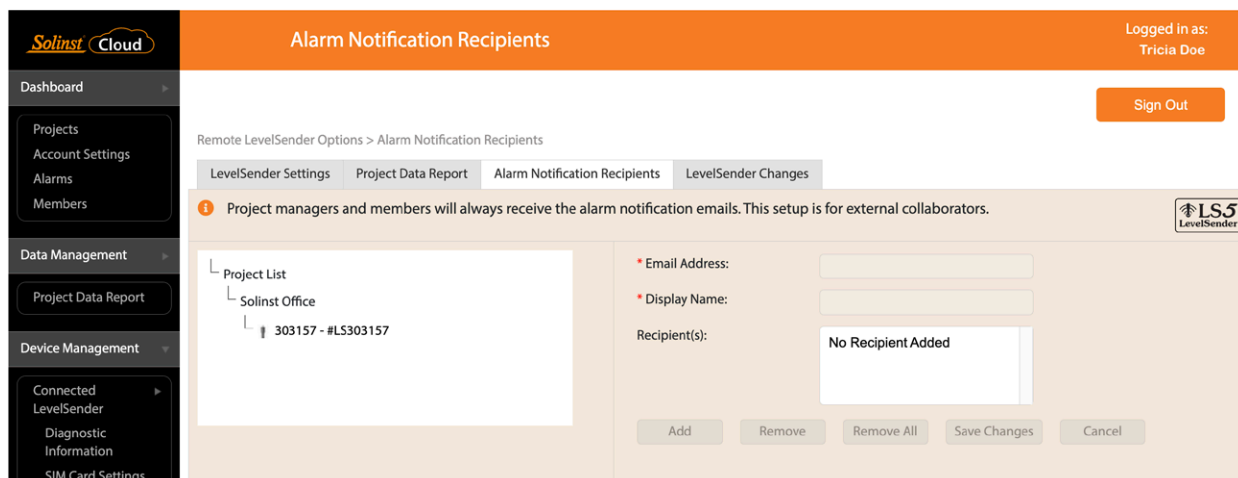 Solinst Cloud
Alarm Notification Recipients
Logged in as:
Tricia Doe
Sign Out
Dashboard
Projects
Account Settings
Alarms
Members
Data Management
Project Data Report
Device Management
Connected
LevelSender
Diagnostic
Information
SIM Card Settings
Remote LevelSender Options > Alarm Notification Recipients
LevelSender Settings
Project Data Report
Alarm Notification Recipients
LevelSender Changes
Project managers and members will always receive the alarm notification emails. This setup is for external collaborators.
LS5
LevelSender
Project List
Solinst Office
303157 - #LS303157
* Email Address:
* Display Name:
Recipient(s):
No Recipient Added
Add
Remove
Remove All
Save Changes
Cancel